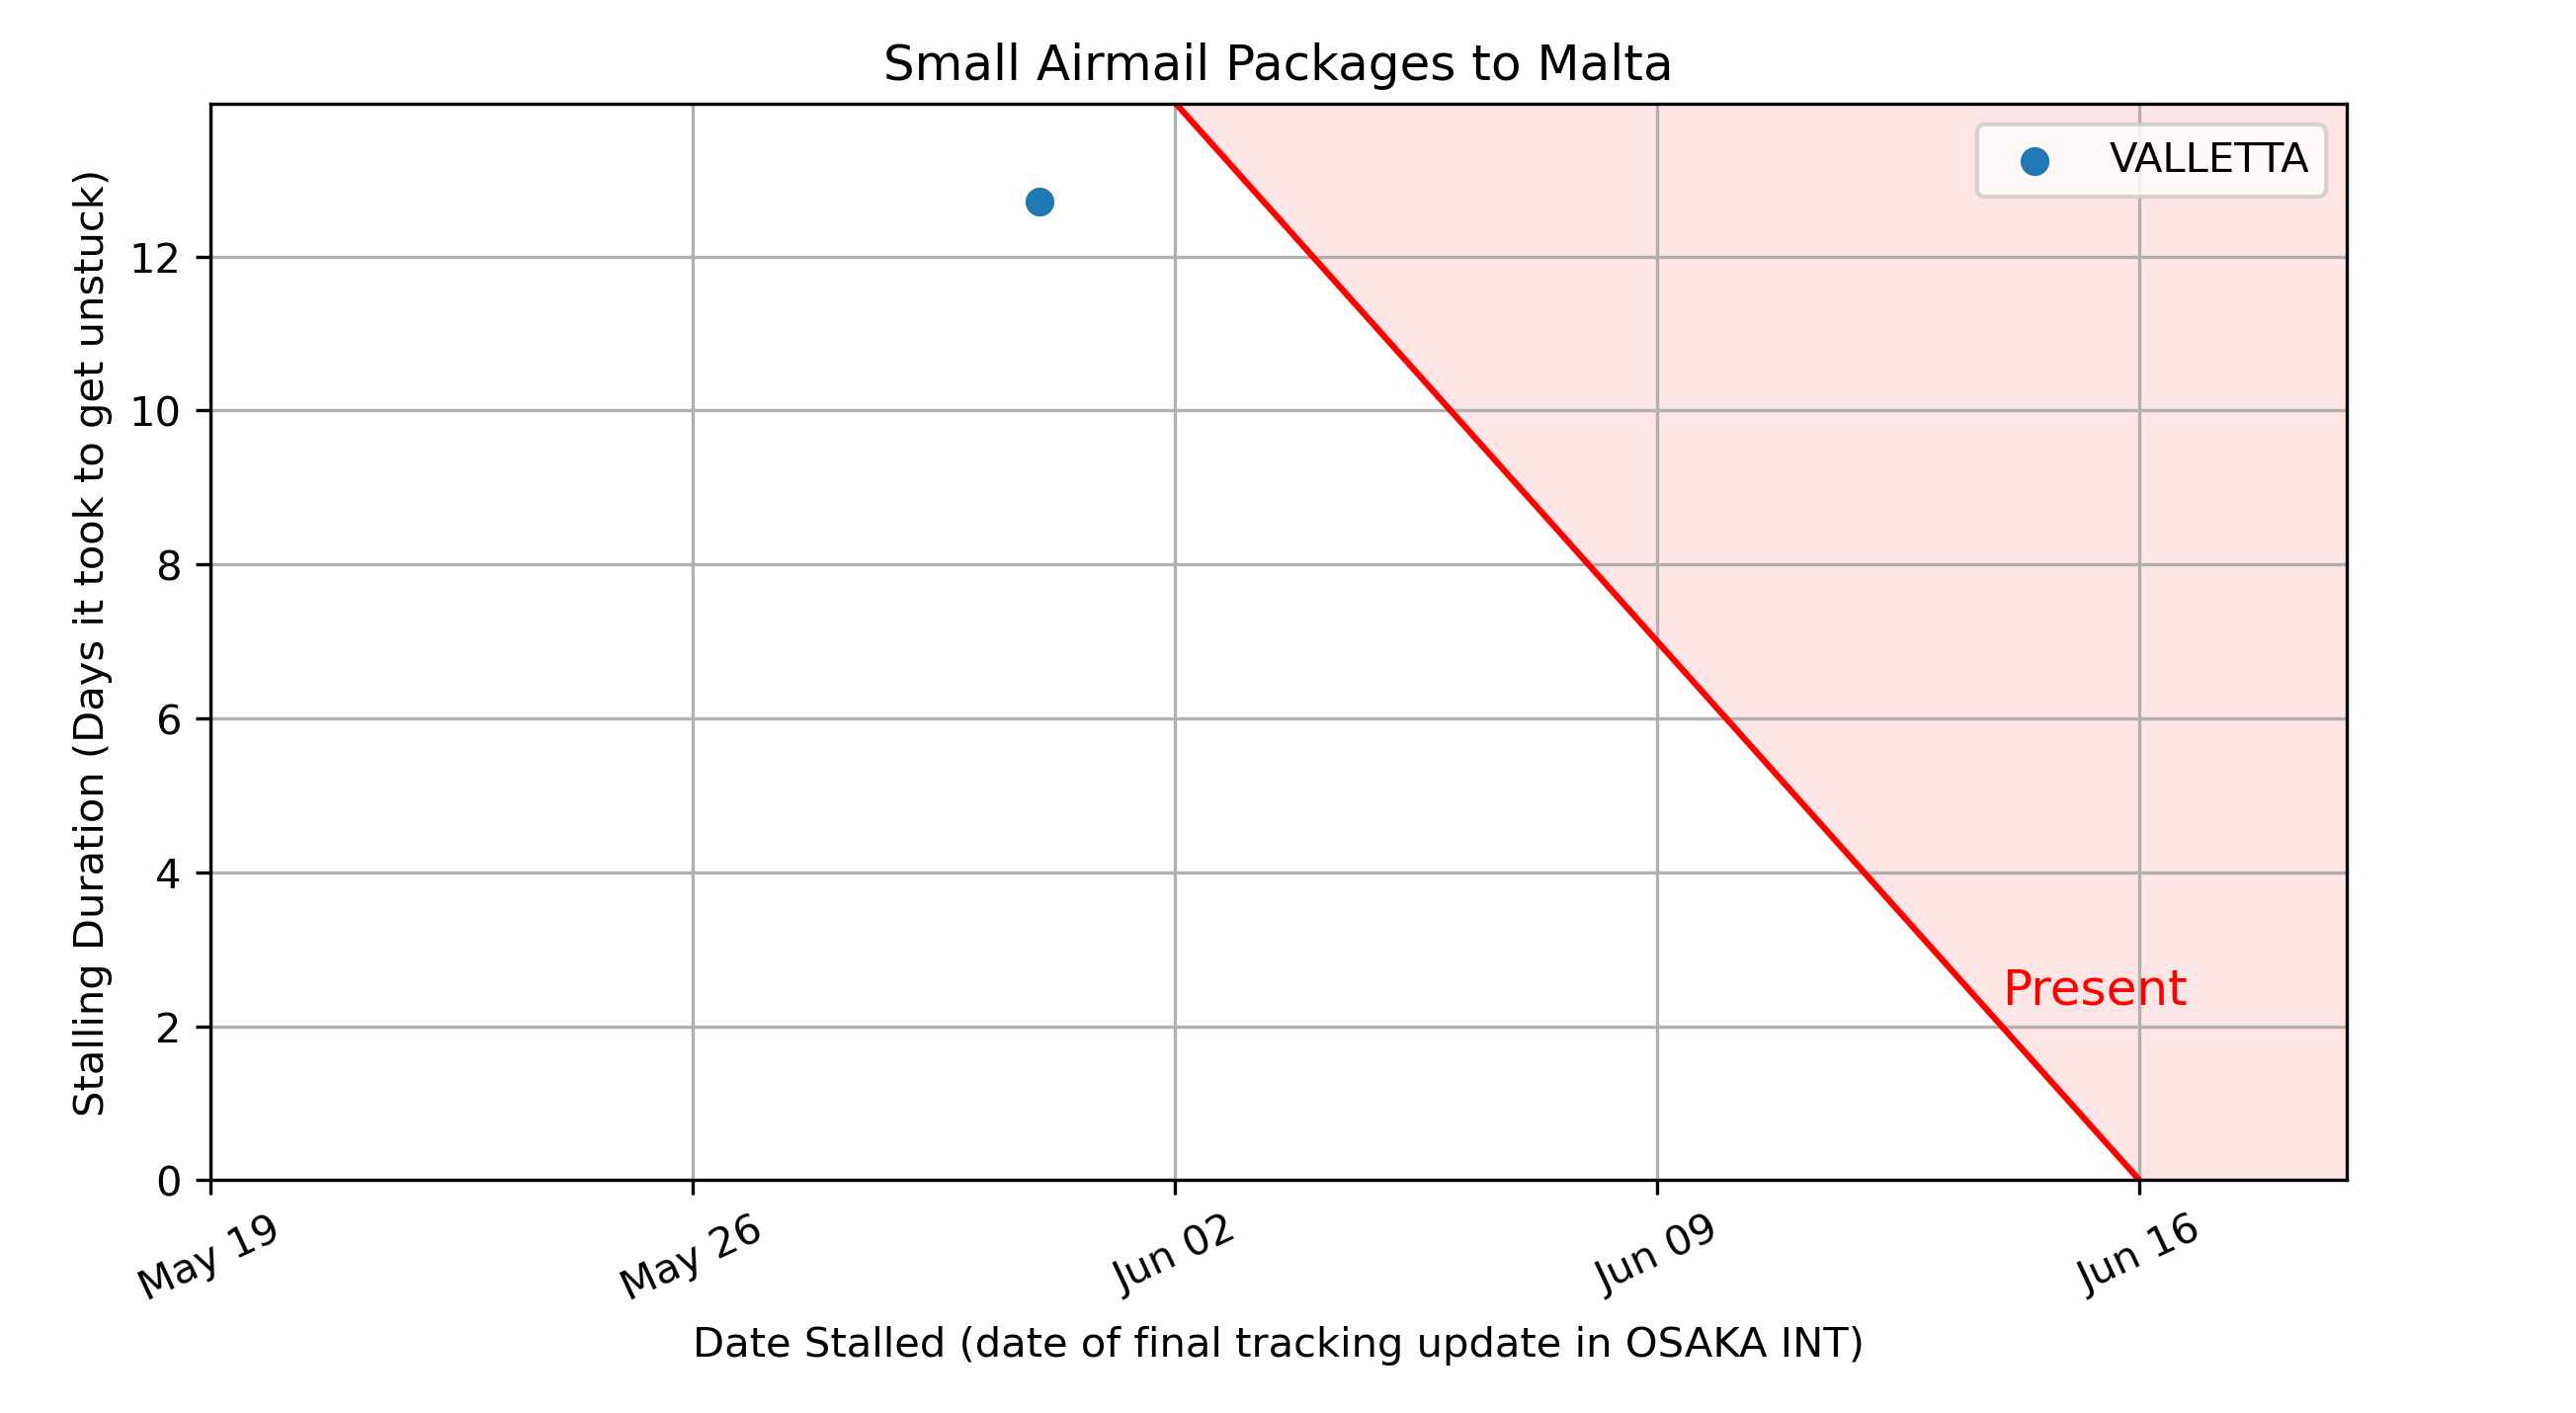 Small Airmail Packages to Malta
VALLETTA
Stalling Duration (Days it took to get unstuck)
12
10
8
6
4
2
0
Present
May 19
May 26
Jun 02
Jun 09
Jun 16
Date Stalled (date of final tracking update in OSAKA INT)